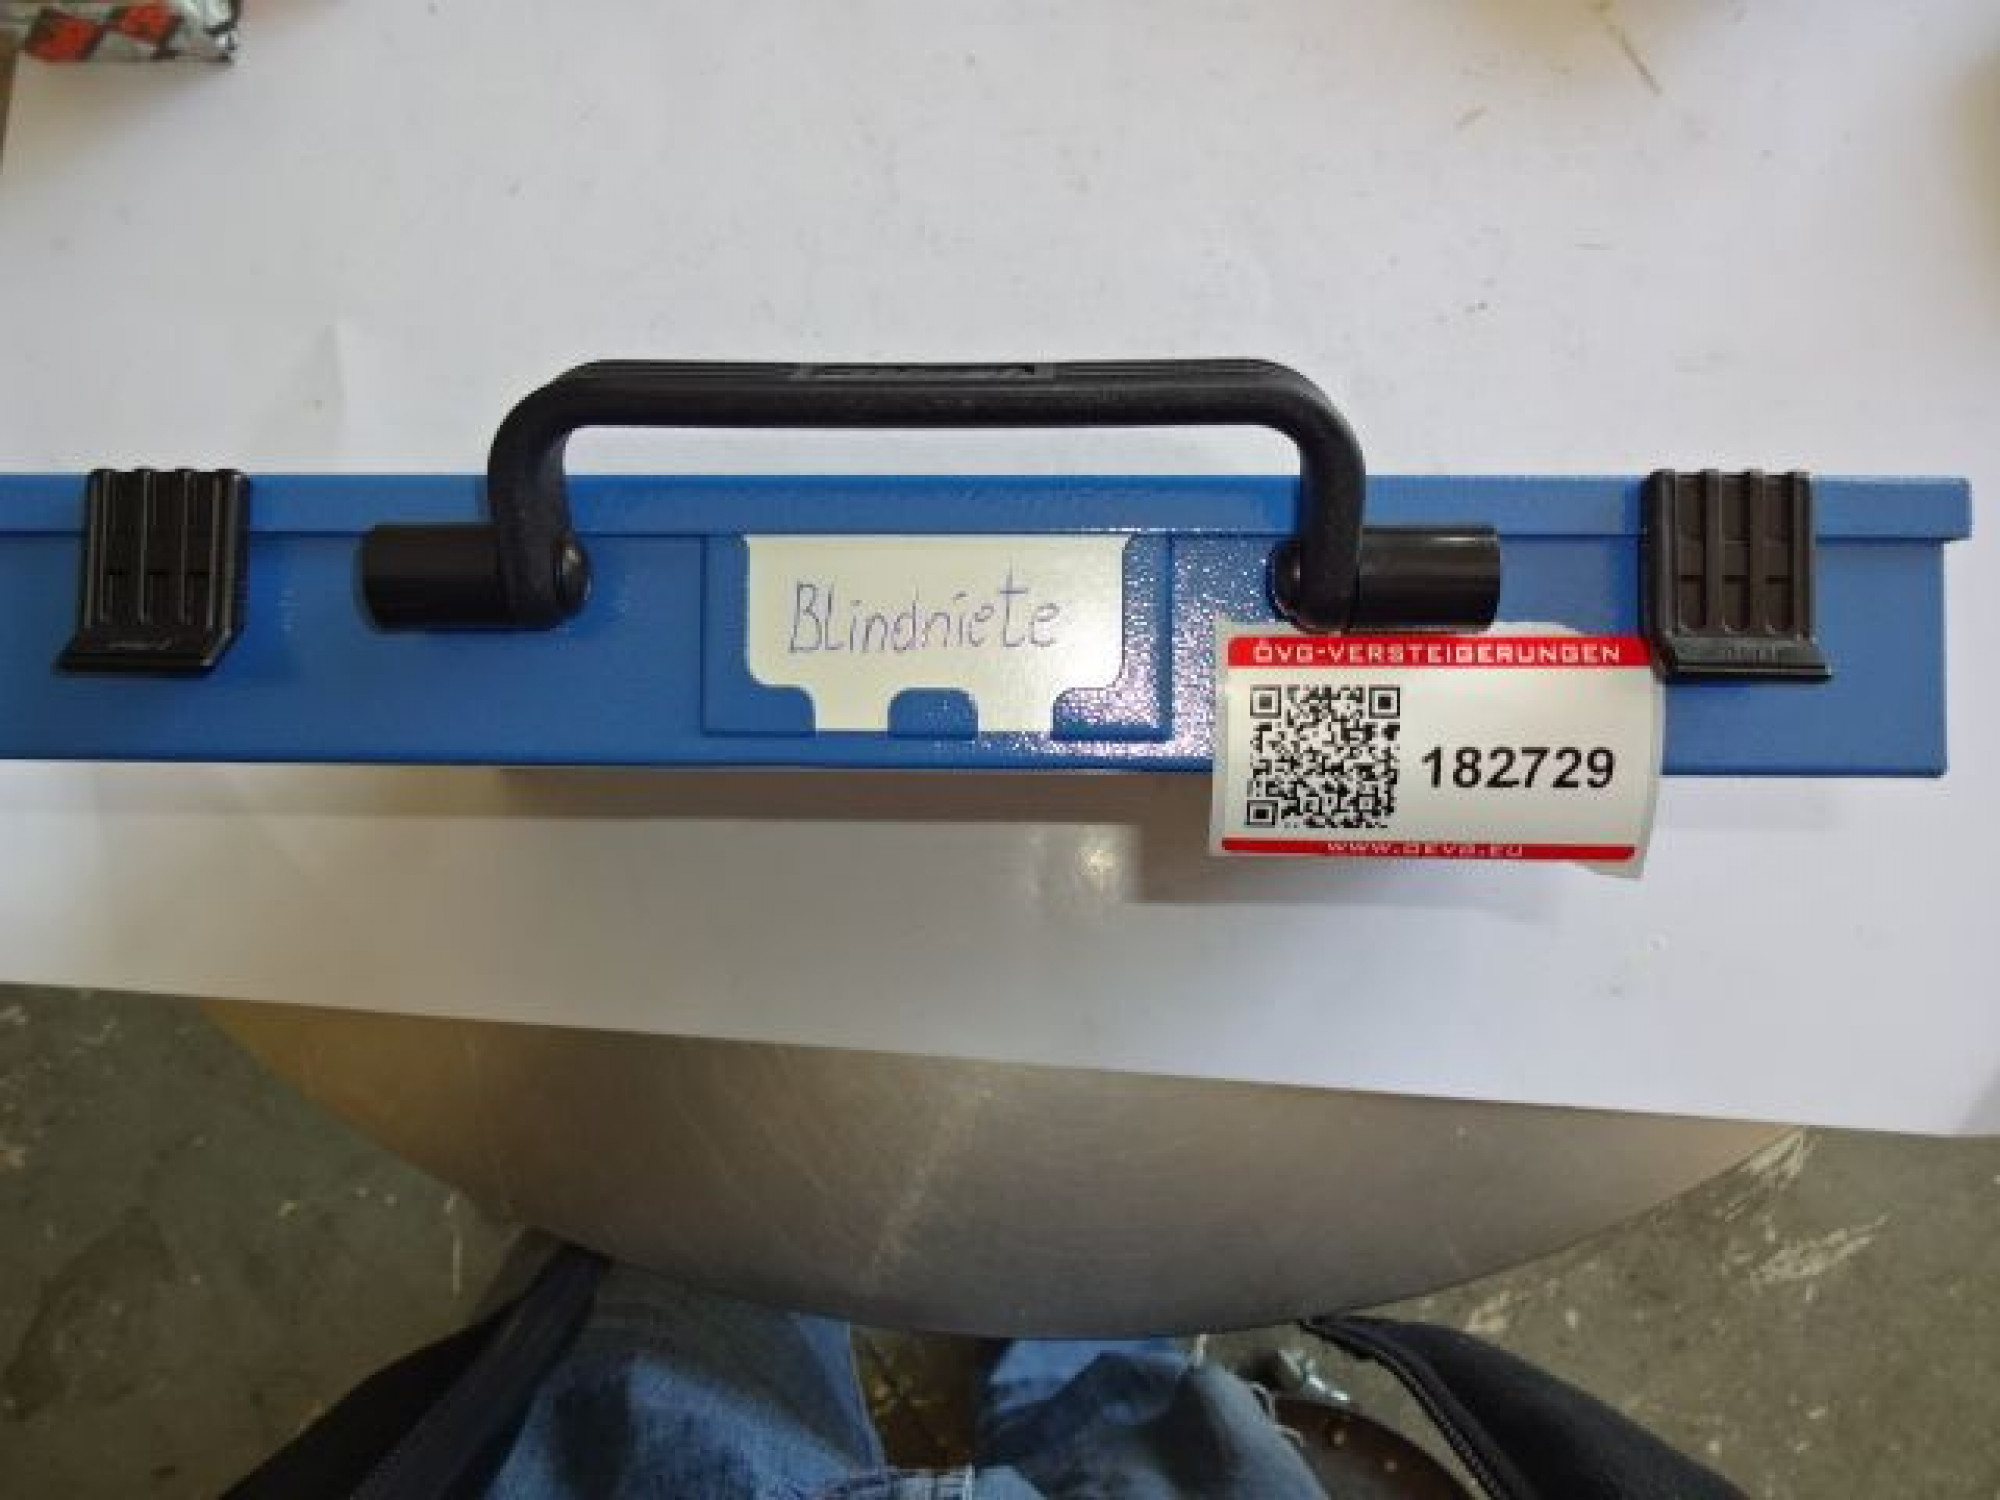 Blindniete
ÖVG-VERSTEIGERUNGEN
182729
WWW.OEVG.EU